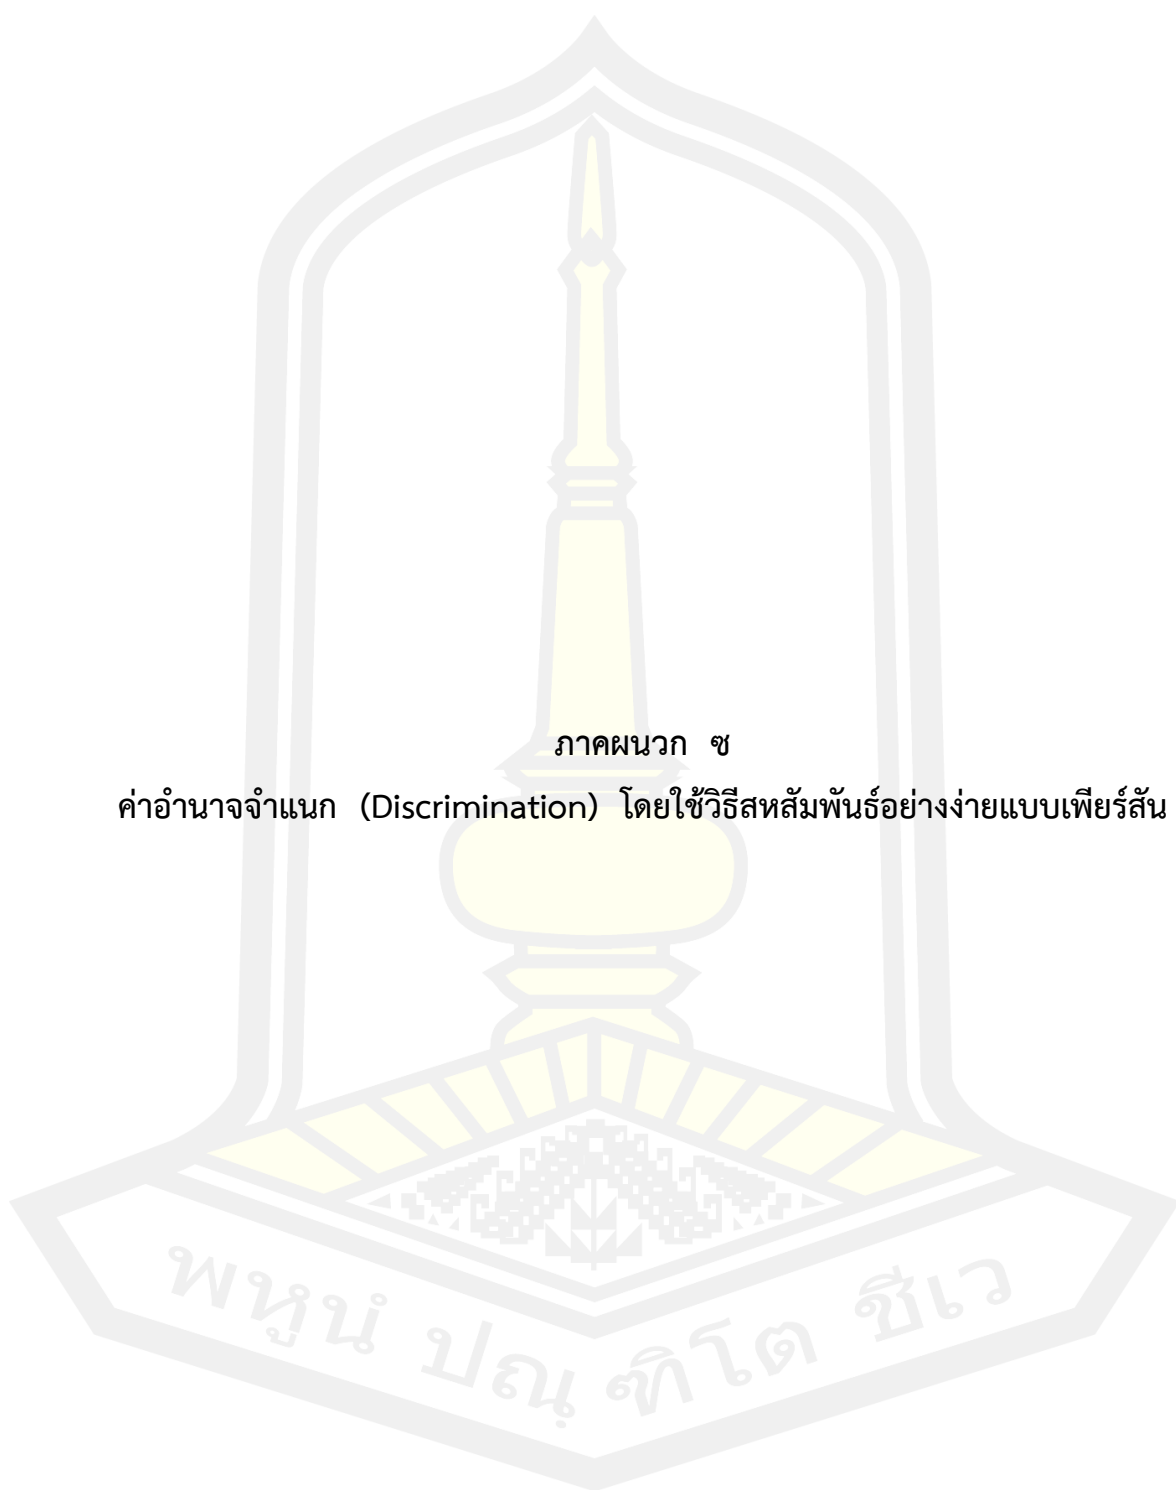 ภาคผนวก ซ
ค่าอำนาจจำแนก (Discrimination) โดยใช้วิธีสหสัมพันธ์อย่างง่ายแบบเพียร์สัน
พหูนํ ปณฺฑิโต ชีเว